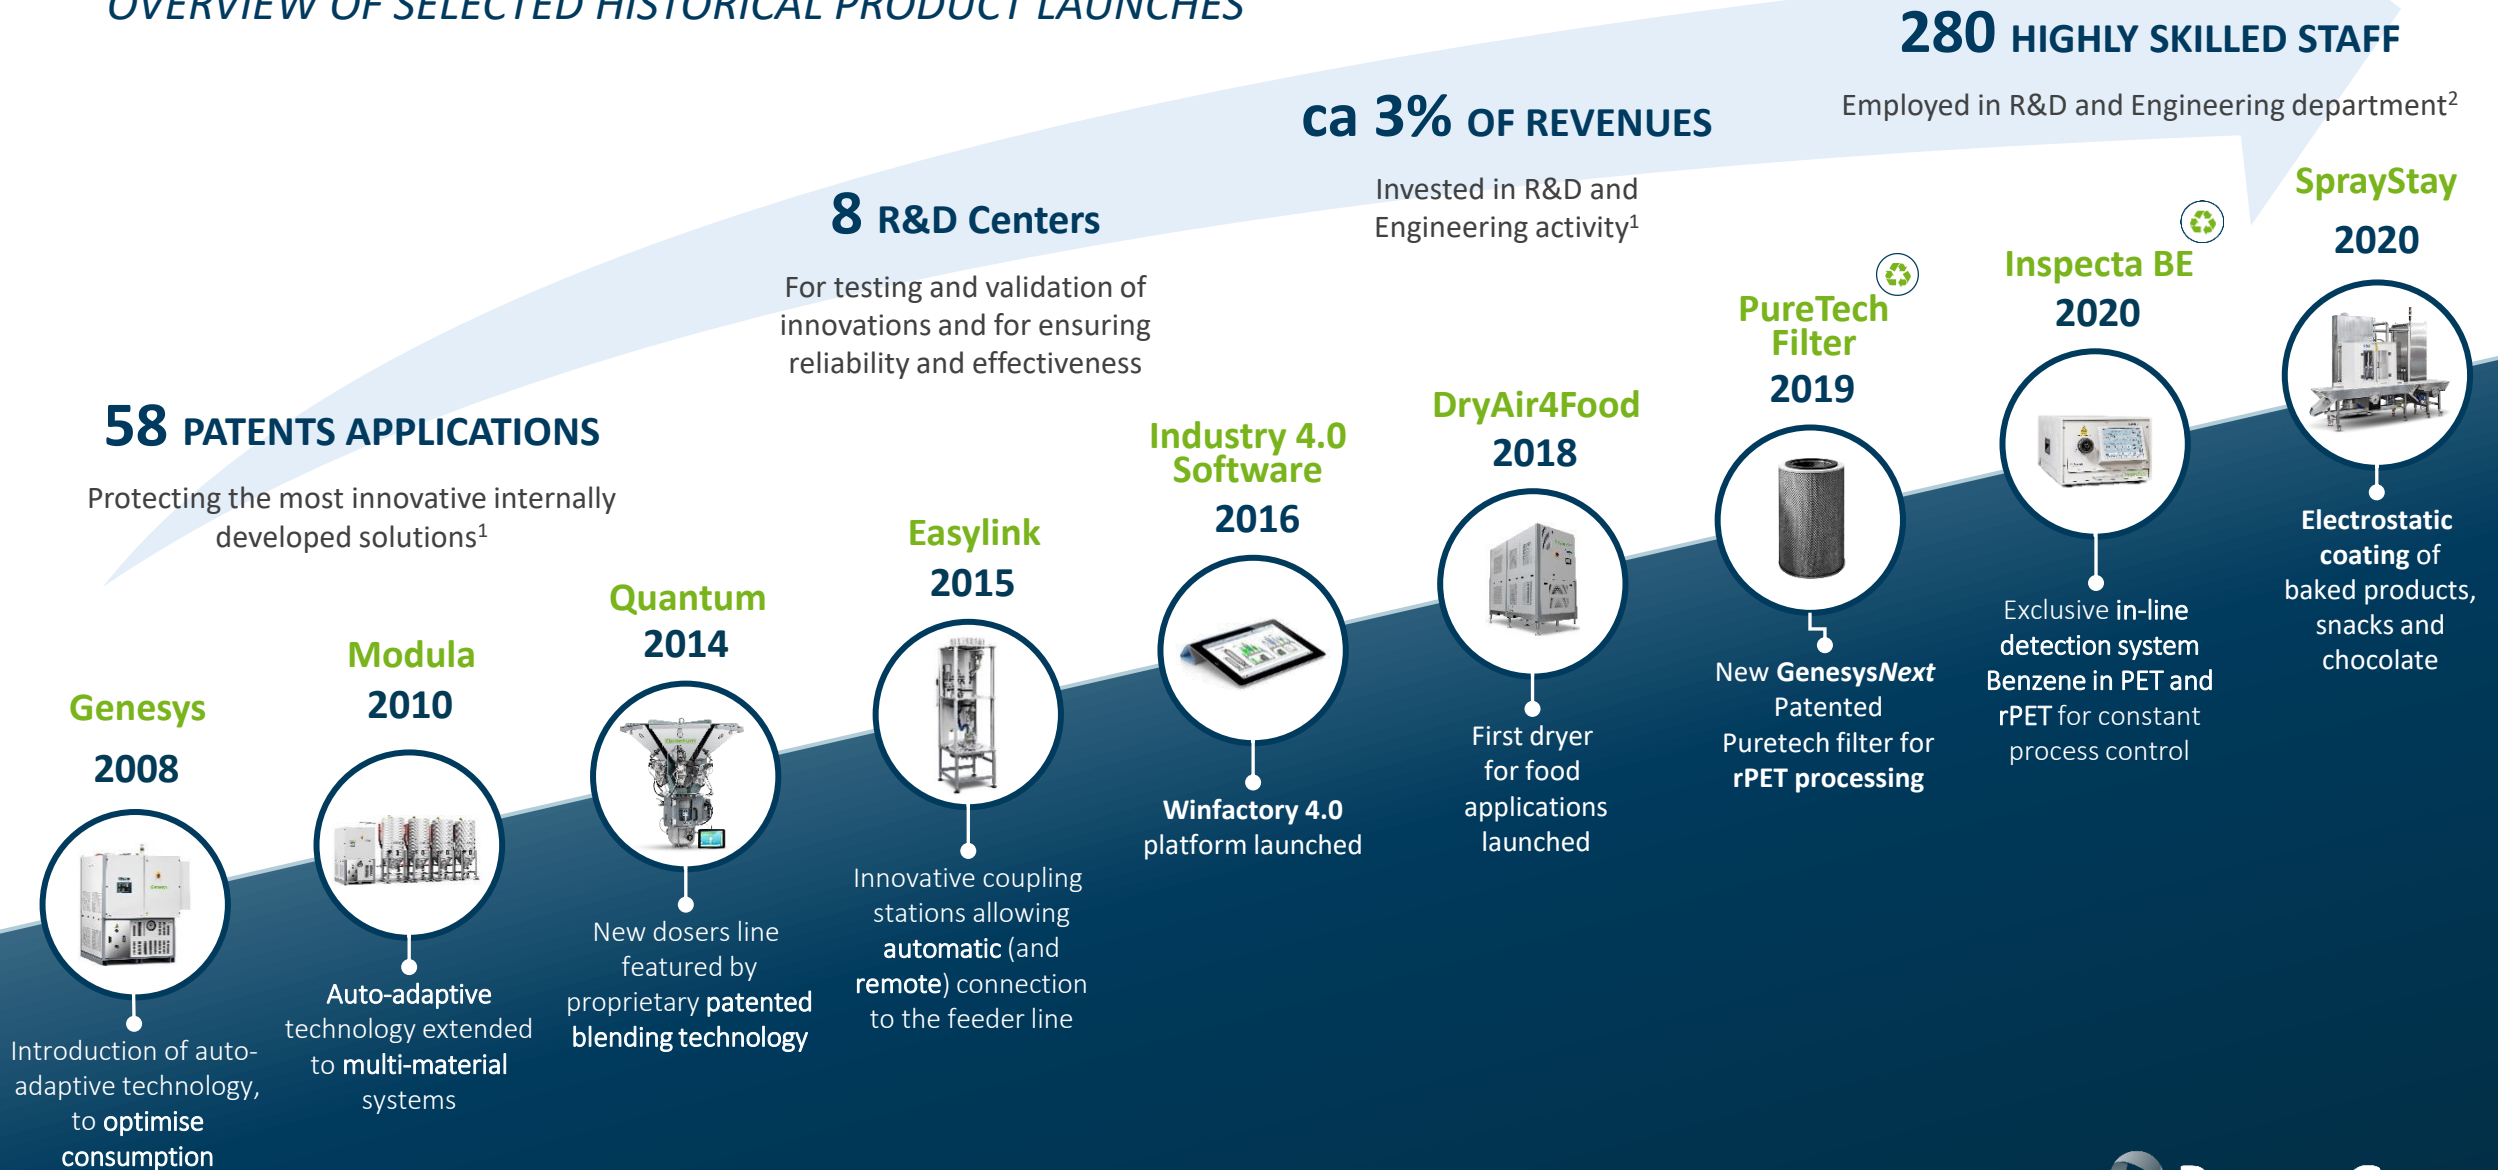 OVERVIEW OF SELECTED HISTORICAL PRODUCT LAUNCHES
280 HIGHLY SKILLED STAFF
Employed in R&D and Engineering department2
ca 3% OF REVENUES
Invested in R&D and
Engineering activity1
8 R&D Centers
For testing and validation of
innovations and for ensuring
reliability and effectiveness
58 PATENTS APPLICATIONS
Protecting the most innovative internally
developed solutions1
Genesys
2008
Introduction of auto-
adaptive technology,
to optimise
consumption
Modula
2010
Auto-adaptive
technology extended
to multi-material
systems
Quantum
2014
New dosers line
featured by
proprietary patented
blending technology
Easylink
2015
Innovative coupling
stations allowing
automatic (and
remote) connection
to the feeder line
Industry 4.0
Software
2016
Winfactory 4.0
platform launched
DryAir4Food
2018
First dryer
for food
applications
launched
PureTech
Filter
2019
New GenesysNext
Patented
Puretech filter for
rPET processing
Inspecta BE
2020
Exclusive in-line
detection system
Benzene in PET and
rPET for constant
process control
SprayStay
2020
Electrostatic
coating of
baked products,
snacks and
chocolate